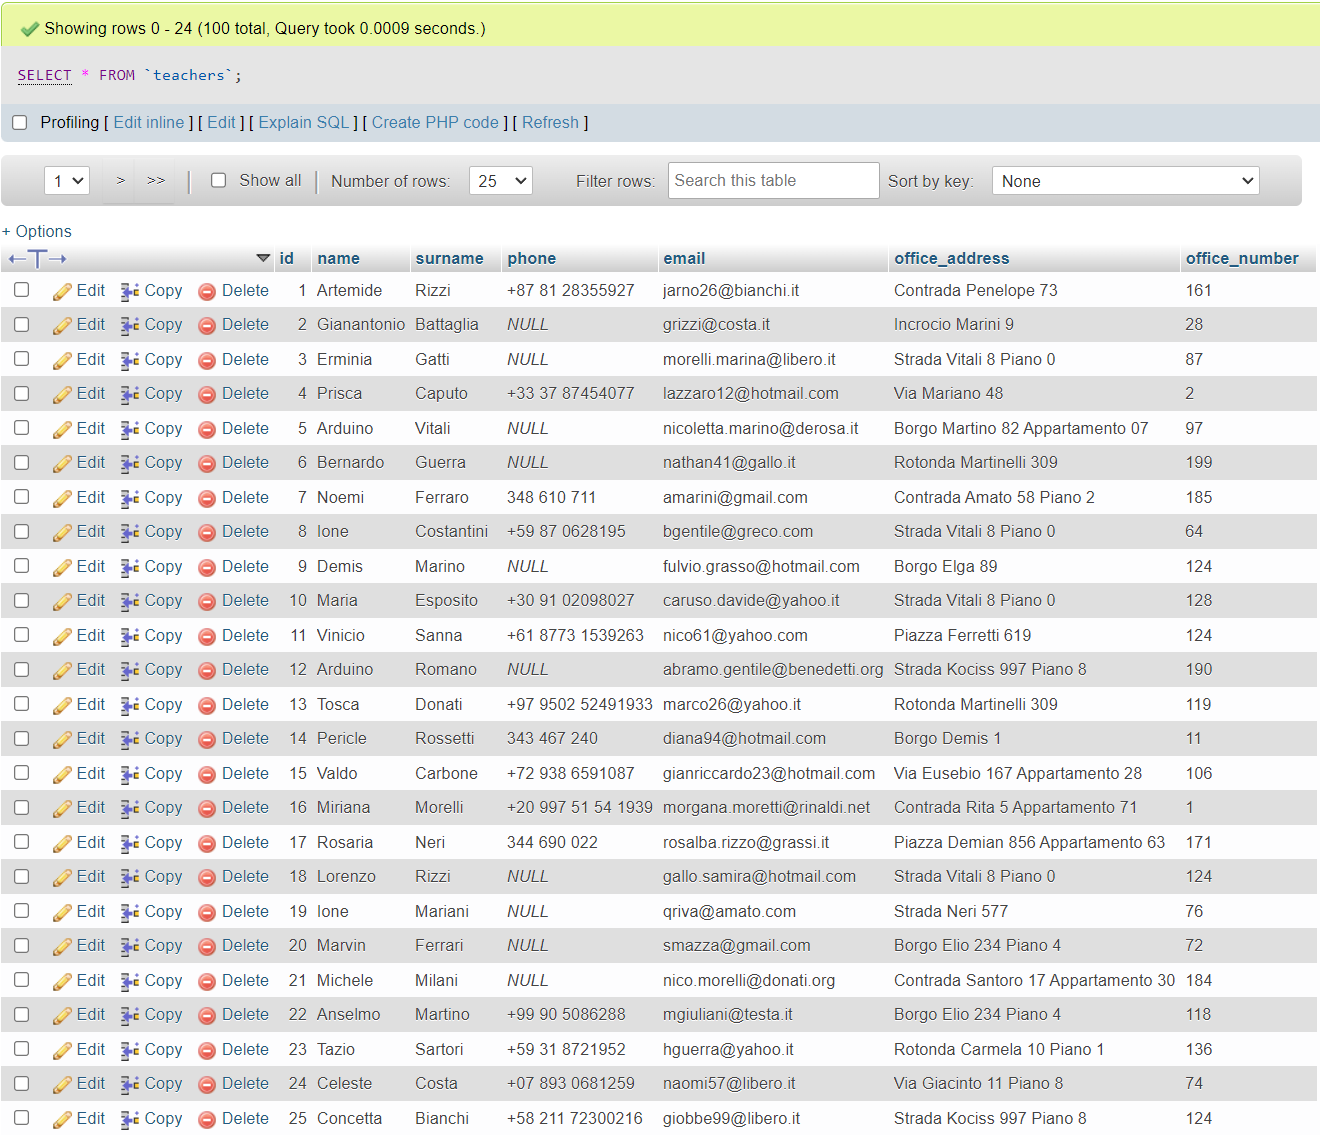 Showing rows 0 - 24 (100 total, Query took 0.0009 seconds.)
SELECT * FROM `teachers`;
Profiling [ Edit inline ] [ Edit ] [ Explain SQL ] [ Create PHP code ] [ Refresh ]
1 > >> Show all Number of rows: 25 Filter rows: Search this table Sort by key: None
+ Options
id name surname phone email office_address office_number
Edit Copy Delete 1 Artemide Rizzi +87 81 28355927 jarno26@bianchi.it Contrada Penelope 73 161
Edit Copy Delete 2 Gianantonio Battaglia NULL grizzi@costa.it Incrocio Marini 9 28
Edit Copy Delete 3 Erminia Gatti NULL morelli.marina@libero.it Strada Vitali 8 Piano 0 87
Edit Copy Delete 4 Prisca Caputo +33 37 87454077 lazzaro12@hotmail.com Via Mariano 48 2
Edit Copy Delete 5 Arduino Vitali NULL nicoletta.marino@derosa.it Borgo Martino 82 Appartamento 07 97
Edit Copy Delete 6 Bernardo Guerra NULL nathan41@gallo.it Rotonda Martinelli 309 199
Edit Copy Delete 7 Noemi Ferraro 348 610 711 amarini@gmail.com Contrada Amato 58 Piano 2 185
Edit Copy Delete 8 Ione Costantini +59 87 0628195 bgentile@greco.com Strada Vitali 8 Piano 0 64
Edit Copy Delete 9 Demis Marino NULL fulvio.grasso@hotmail.com Borgo Elga 89 124
Edit Copy Delete 10 Maria Esposito +30 91 02098027 caruso.davide@yahoo.it Strada Vitali 8 Piano 0 128
Edit Copy Delete 11 Vinicio Sanna +61 8773 1539263 nico61@yahoo.com Piazza Ferretti 619 124
Edit Copy Delete 12 Arduino Romano NULL abramo.gentile@benedetti.org Strada Kociss 997 Piano 8 190
Edit Copy Delete 13 Tosca Donati +97 9502 52491933 marco26@yahoo.it Rotonda Martinelli 309 119
Edit Copy Delete 14 Pericle Rossetti 343 467 240 diana94@hotmail.com Borgo Demis 1 11
Edit Copy Delete 15 Valdo Carbone +72 938 6591087 gianriccardo23@hotmail.com Via Eusebio 167 Appartamento 28 106
Edit Copy Delete 16 Miriana Morelli +20 997 51 54 1939 morgana.moretti@rinaldi.net Contrada Rita 5 Appartamento 71 1
Edit Copy Delete 17 Rosaria Neri 344 690 022 rosalba.rizzo@grassi.it Piazza Demian 856 Appartamento 63 171
Edit Copy Delete 18 Lorenzo Rizzi NULL gallo.samira@hotmail.com Strada Vitali 8 Piano 0 124
Edit Copy Delete 19 Ione Mariani NULL qriva@amato.com Strada Neri 577 76
Edit Copy Delete 20 Marvin Ferrari NULL smazza@gmail.com Borgo Elio 234 Piano 4 72
Edit Copy Delete 21 Michele Milani NULL nico.morelli@donati.org Contrada Santoro 17 Appartamento 30 184
Edit Copy Delete 22 Anselmo Martino +99 90 5086288 mgiuliani@testa.it Borgo Elio 234 Piano 4 118
Edit Copy Delete 23 Tazio Sartori +59 31 8721952 hguerra@yahoo.it Rotonda Carmela 10 Piano 1 136
Edit Copy Delete 24 Celeste Costa +07 893 0681259 naomi57@libero.it Via Giacinto 11 Piano 8 74
Edit Copy Delete 25 Concetta Bianchi +58 211 72300216 giobbe99@libero.it Strada Kociss 997 Piano 8 124